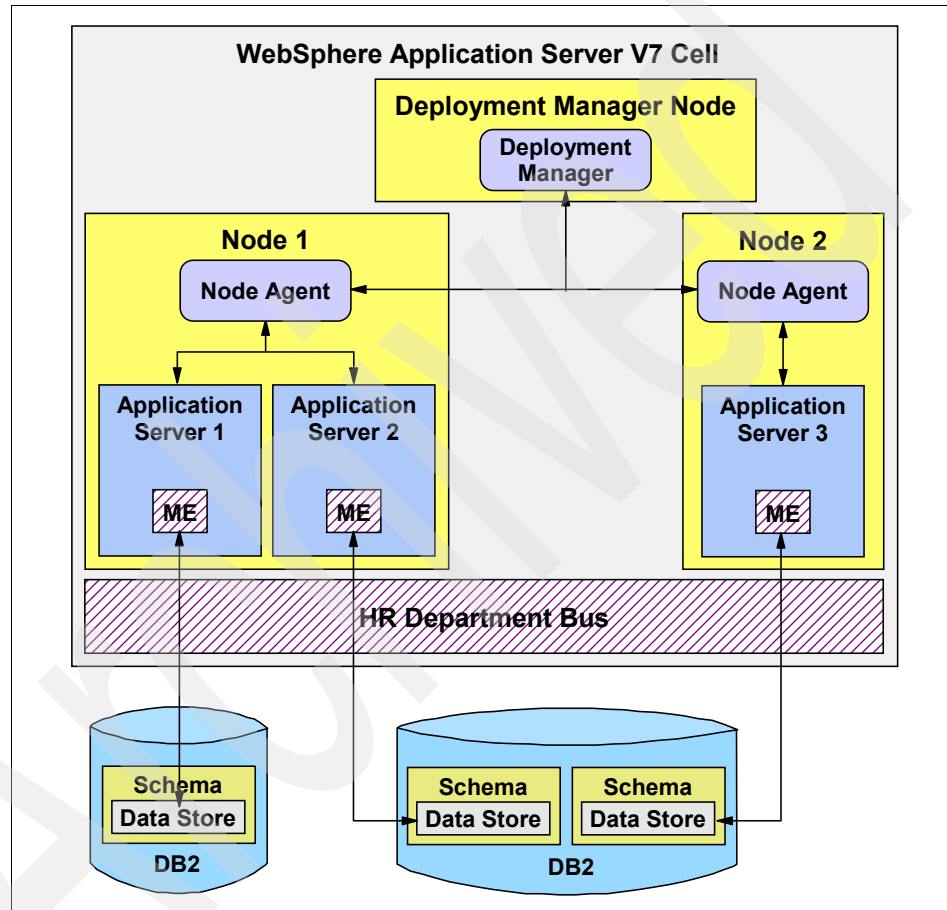 WebSphere Application Server V7 Cell
Deployment Manager Node
Deployment
Manager
Node 1
Node 2
Node Agent
Node Agent
Application
Server 1
Application
Server 2
Application
Server 3
ME
ME
ME
HR Department Bus
Schema
Data Store
DB2
Schema
Data Store
Schema
Data Store
DB2
Archived